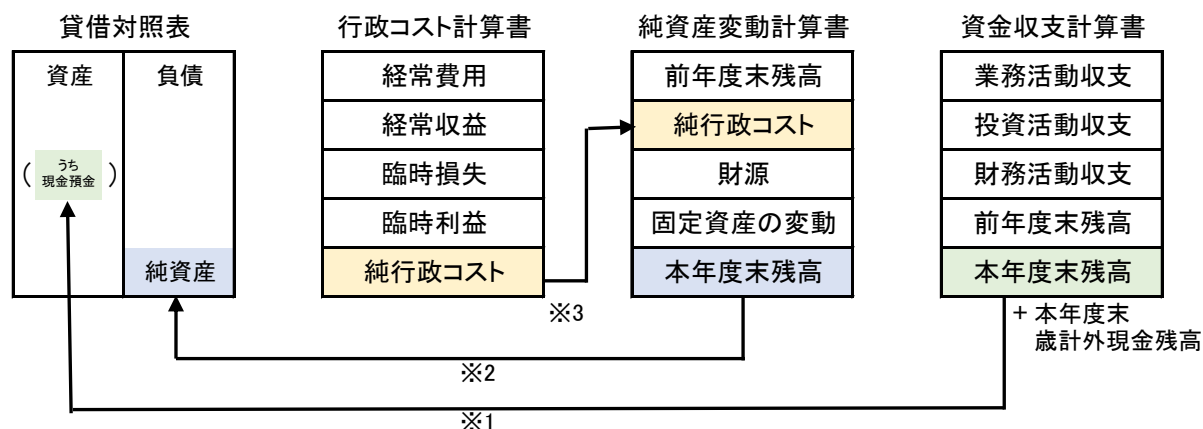 貸借対照表
資産
負債
( うち
現金預金 )
純資産
行政コスト計算書
経常費用
経常収益
臨時損失
臨時利益
純行政コスト
純資産変動計算書
前年度末残高
純行政コスト
財源
固定資産の変動
本年度末残高
資金収支計算書
業務活動収支
投資活動収支
財務活動収支
前年度末残高
本年度末残高
+ 本年度末
歳計外現金残高
※3
※2
※1